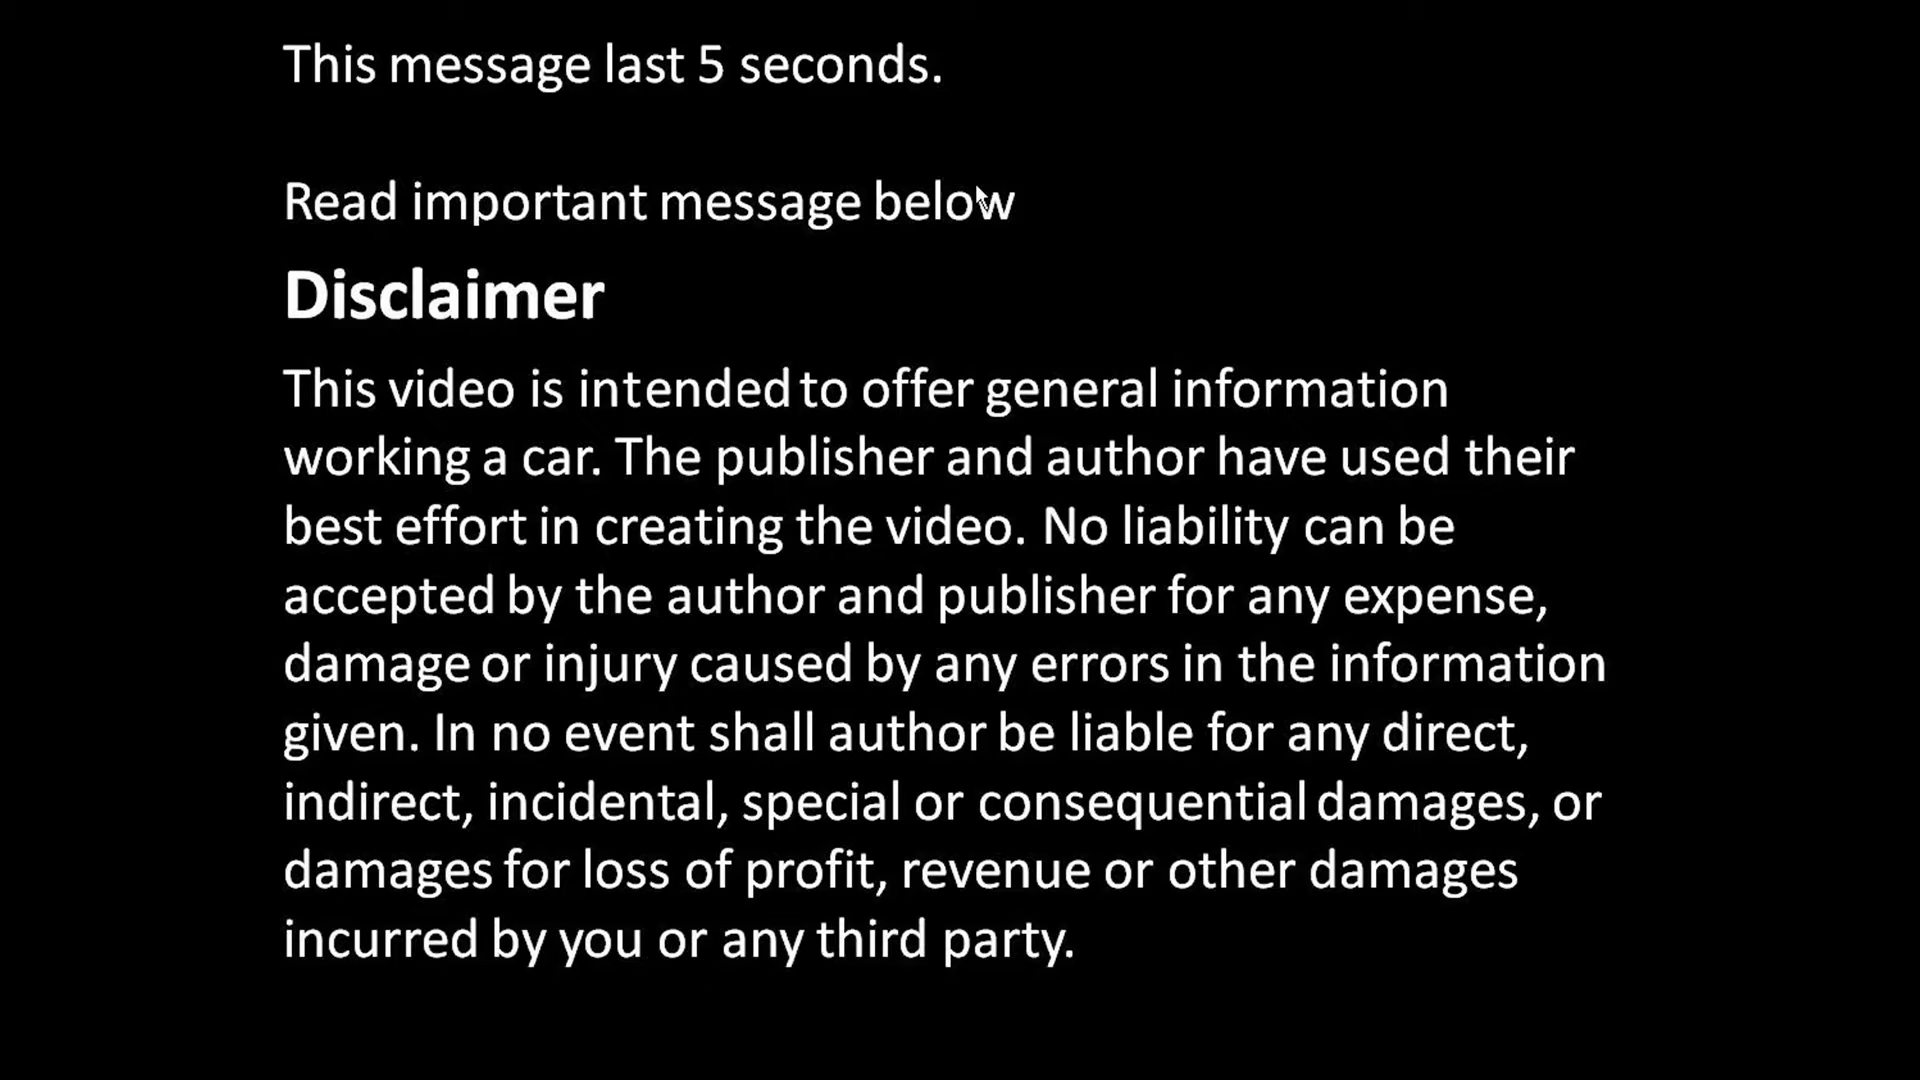 This message last 5 seconds.
Read important message below
Disclaimer
This video is intended to offer general information
working a car. The publisher and author have used their
best effort in creating the video. No liability can be
accepted by the author and publisher for any expense,
damage or injury caused by any errors in the information
given. In no event shall author be liable for any direct,
indirect, incidental, special or consequential damages, or
damages for loss of profit, revenue or other damages
incurred by you or any third party.